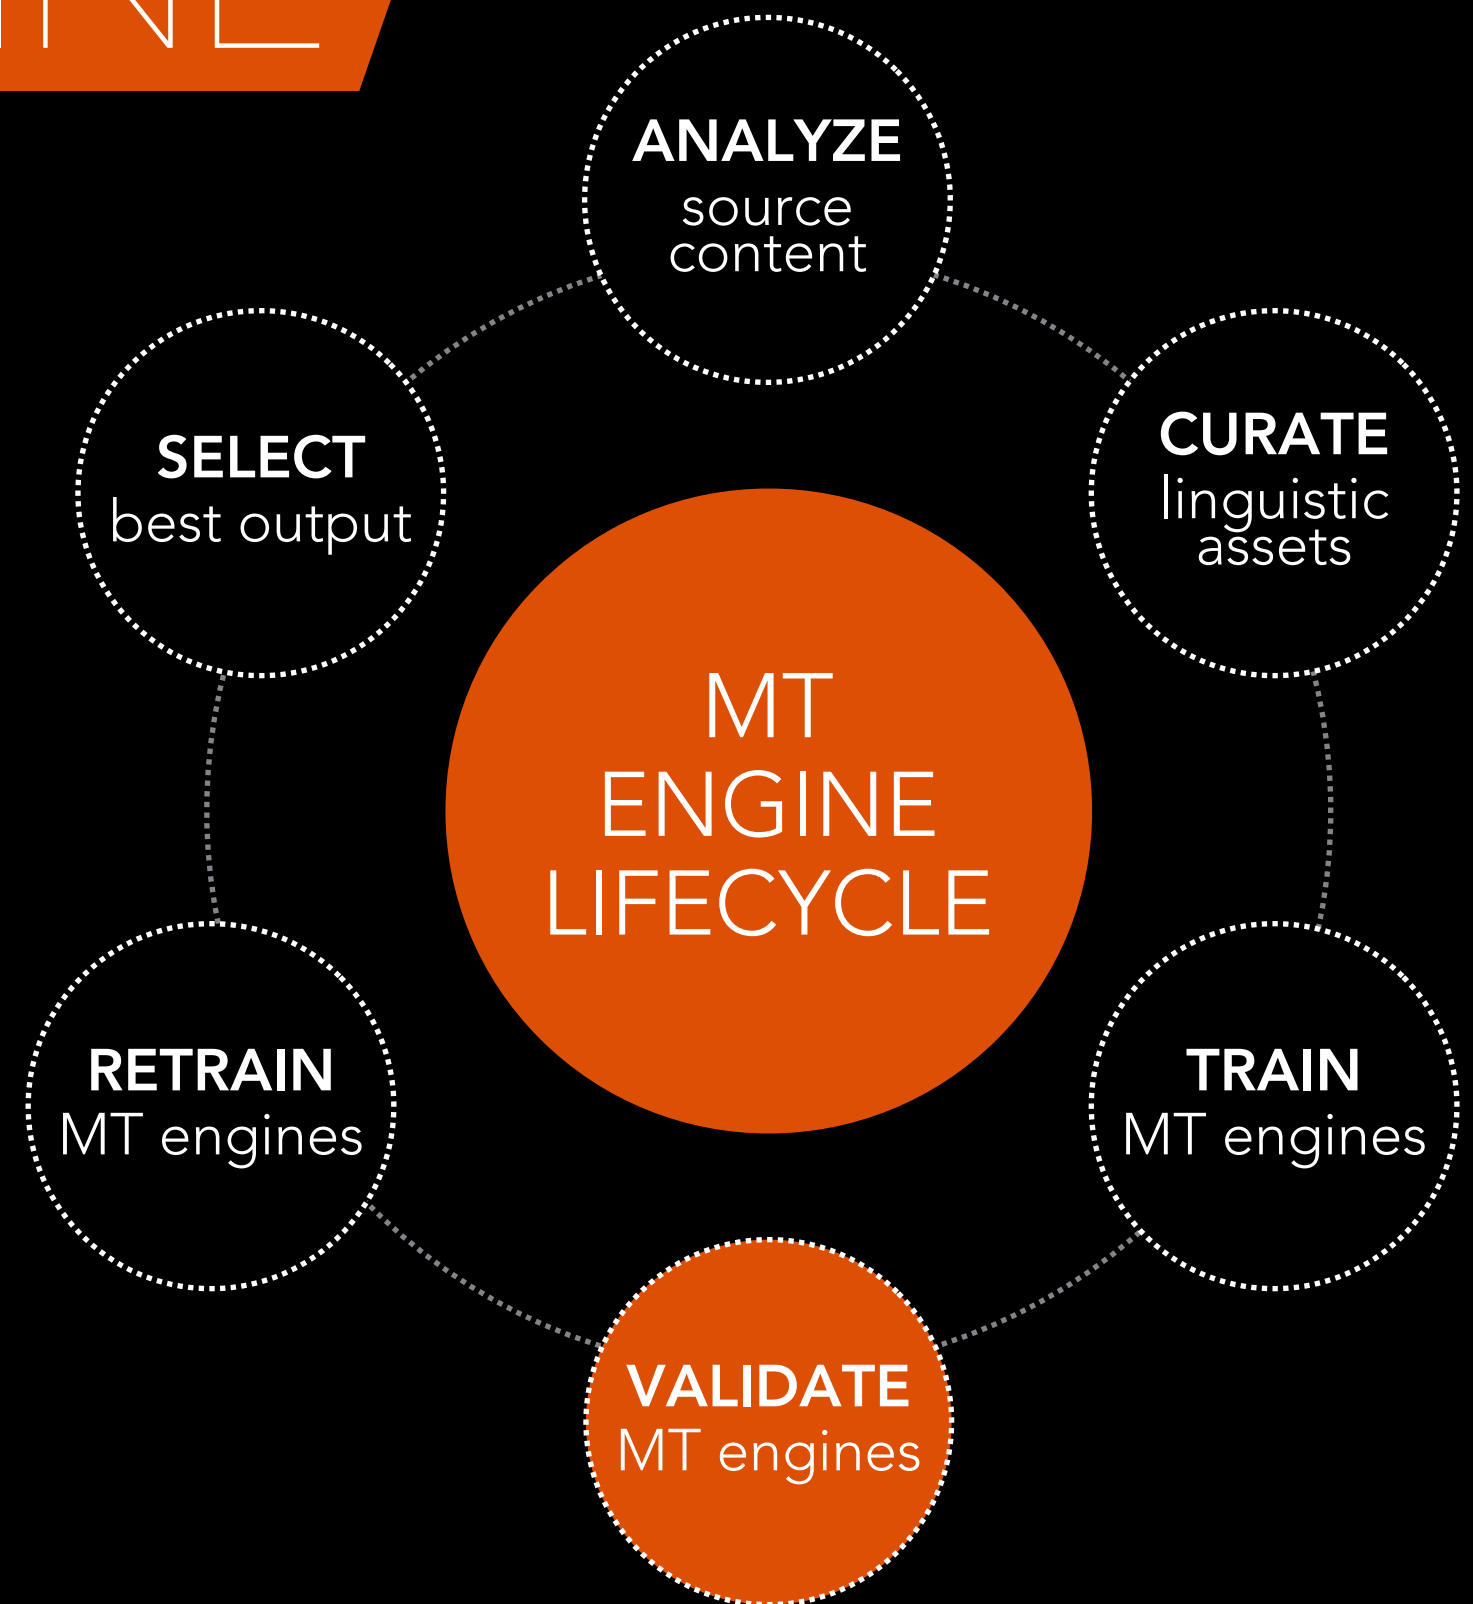 ANALYZE
source
content
CURATE
linguistic
assets
TRAIN
MT engines
VALIDATE
MT engines
RETRAIN
MT engines
SELECT
best output
MT
ENGINE
LIFECYCLE